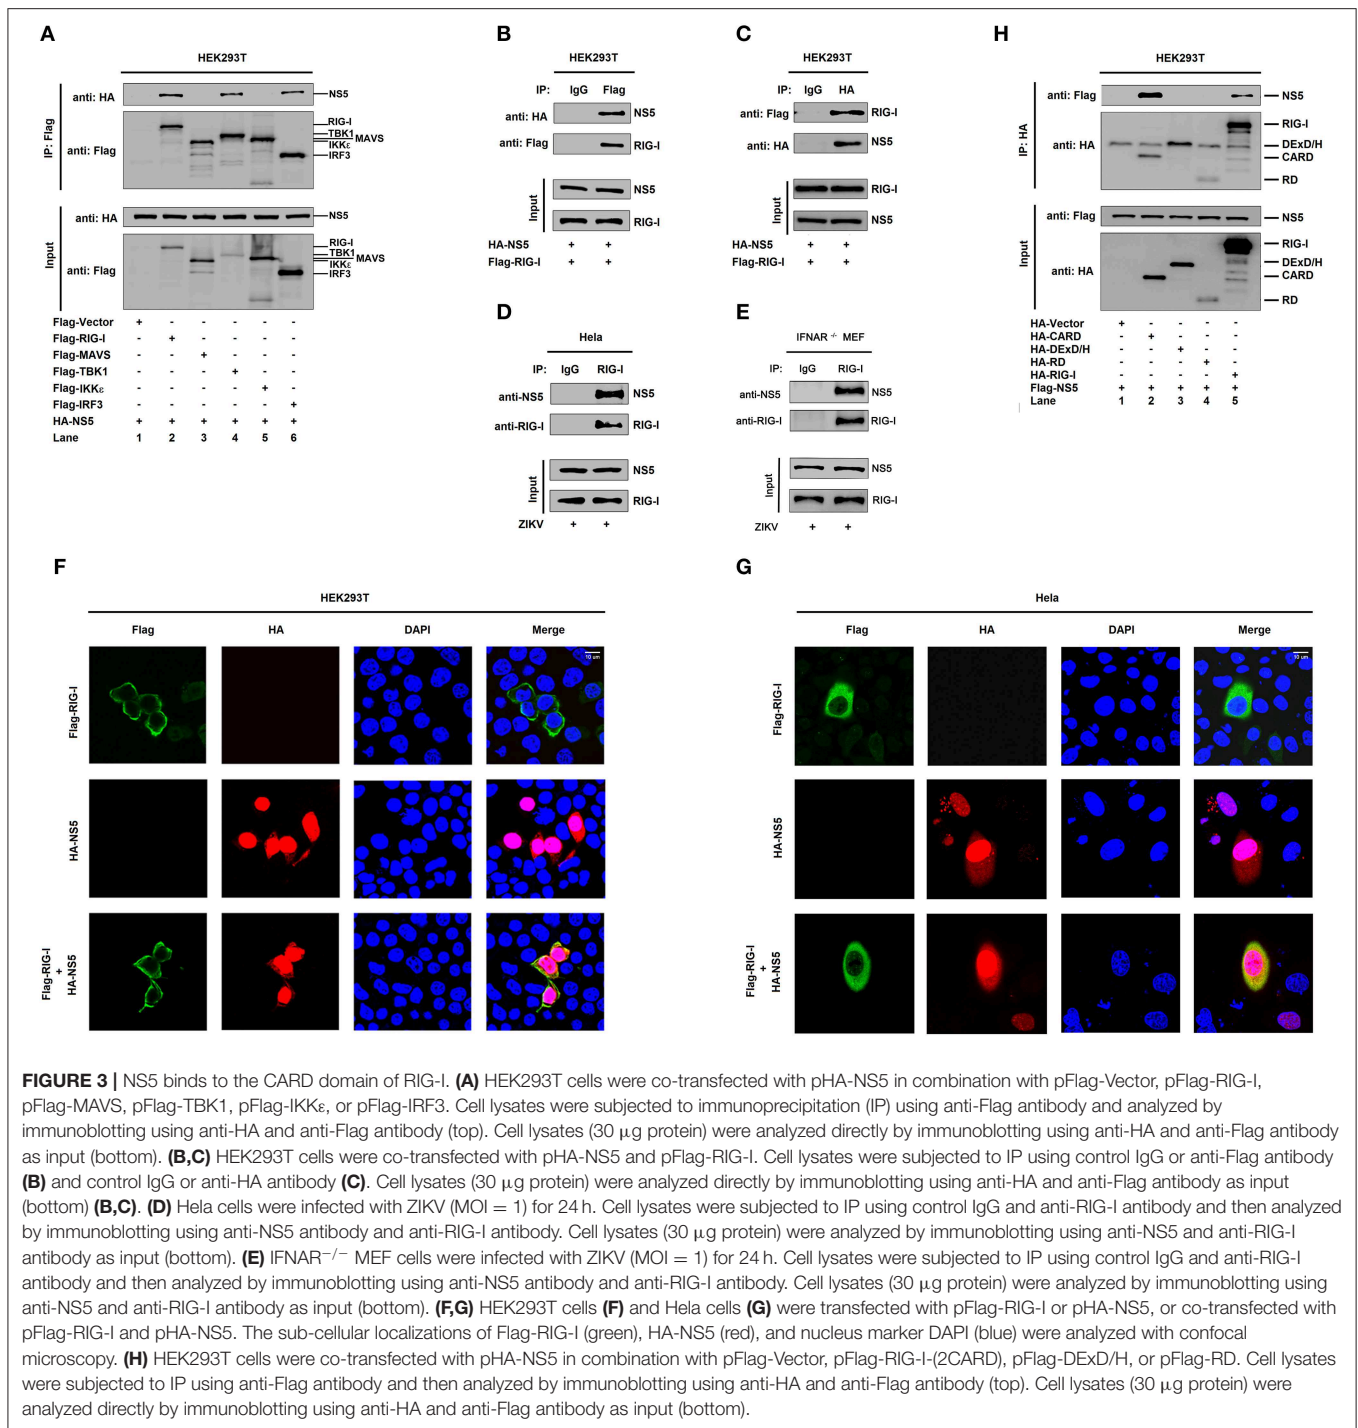 A
HEK293T
IP: Flag
anti: HA
NS5
anti: Flag
RIG-I
TBK1
MAVS
IKKε
IRF3
Input
anti: HA
NS5
anti: Flag
RIG-I
TBK1
MAVS
IKKε
IRF3
Flag-Vector + - - - - -
Flag-RIG-I - + - - - -
Flag-MAVS - - + - - -
Flag-TBK1 - - - + - -
Flag-IKKε - - - - + -
Flag-IRF3 - - - - - +
HA-NS5 + + + + + +
Lane 1 2 3 4 5 6
B
HEK293T
IP: IgG Flag
anti: HA NS5
anti: Flag RIG-I
Input
NS5
RIG-I
HA-NS5 + +
Flag-RIG-I + +
C
HEK293T
IP: IgG HA
anti: Flag RIG-I
anti: HA NS5
Input
RIG-I
NS5
HA-NS5 + +
Flag-RIG-I + +
D
Hela
IP: IgG RIG-I
anti-NS5 NS5
anti-RIG-I RIG-I
Input
NS5
RIG-I
ZIKV + +
E
IFNAR -/- MEF
IP: IgG RIG-I
anti-NS5 NS5
anti-RIG-I RIG-I
Input
NS5
RIG-I
ZIKV + +
H
HEK293T
IP: HA
anti: Flag NS5
anti: HA
RIG-I
DExD/H
CARD
RD
Input
anti: Flag NS5
anti: HA
RIG-I
DExD/H
CARD
RD
HA-Vector + - - - -
HA-CARD - + - - -
HA-DExD/H - - + - -
HA-RD - - - + -
HA-RIG-I - - - - +
Flag-NS5 + + + + +
Lane 1 2 3 4 5
F
HEK293T
Flag HA DAPI Merge
10 um
Flag-RIG-I
HA-NS5
Flag-RIG-I
+
HA-NS5
G
Hela
Flag HA DAPI Merge
10 um
Flag-RIG-I
HA-NS5
Flag-RIG-I
+
HA-NS5
FIGURE 3 | NS5 binds to the CARD domain of RIG-I. (A) HEK293T cells were co-transfected with pHA-NS5 in combination with pFlag-Vector, pFlag-RIG-I,
pFlag-MAVS, pFlag-TBK1, pFlag-IKKε, or pFlag-IRF3. Cell lysates were subjected to immunoprecipitation (IP) using anti-Flag antibody and analyzed by
immunoblotting using anti-HA and anti-Flag antibody (top). Cell lysates (30 μg protein) were analyzed directly by immunoblotting using anti-HA and anti-Flag antibody
as input (bottom). (B,C) HEK293T cells were co-transfected with pHA-NS5 and pFlag-RIG-I. Cell lysates were subjected to IP using control IgG or anti-Flag antibody
(B) and control IgG or anti-HA antibody (C). Cell lysates (30 μg protein) were analyzed directly by immunoblotting using anti-HA and anti-Flag antibody as input
(bottom) (B,C). (D) Hela cells were infected with ZIKV (MOI = 1) for 24 h. Cell lysates were subjected to IP using control IgG and anti-RIG-I antibody and then analyzed
by immunoblotting using anti-NS5 antibody and anti-RIG-I antibody. Cell lysates (30 μg protein) were analyzed by immunoblotting using anti-NS5 and anti-RIG-I
antibody as input (bottom). (E) IFNAR−/− MEF cells were infected with ZIKV (MOI = 1) for 24 h. Cell lysates were subjected to IP using control IgG and anti-RIG-I
antibody and then analyzed by immunoblotting using anti-NS5 antibody and anti-RIG-I antibody. Cell lysates (30 μg protein) were analyzed by immunoblotting using
anti-NS5 and anti-RIG-I antibody as input (bottom). (F,G) HEK293T cells (F) and Hela cells (G) were transfected with pFlag-RIG-I or pHA-NS5, or co-transfected with
pFlag-RIG-I and pHA-NS5. The sub-cellular localizations of Flag-RIG-I (green), HA-NS5 (red), and nucleus marker DAPI (blue) were analyzed with confocal
microscopy. (H) HEK293T cells were co-transfected with pHA-NS5 in combination with pFlag-Vector, pFlag-RIG-I-(2CARD), pFlag-DExD/H, or pFlag-RD. Cell lysates
were subjected to IP using anti-Flag antibody and then analyzed by immunoblotting using anti-HA and anti-Flag antibody (top). Cell lysates (30 μg protein) were
analyzed directly by immunoblotting using anti-HA and anti-Flag antibody as input (bottom).